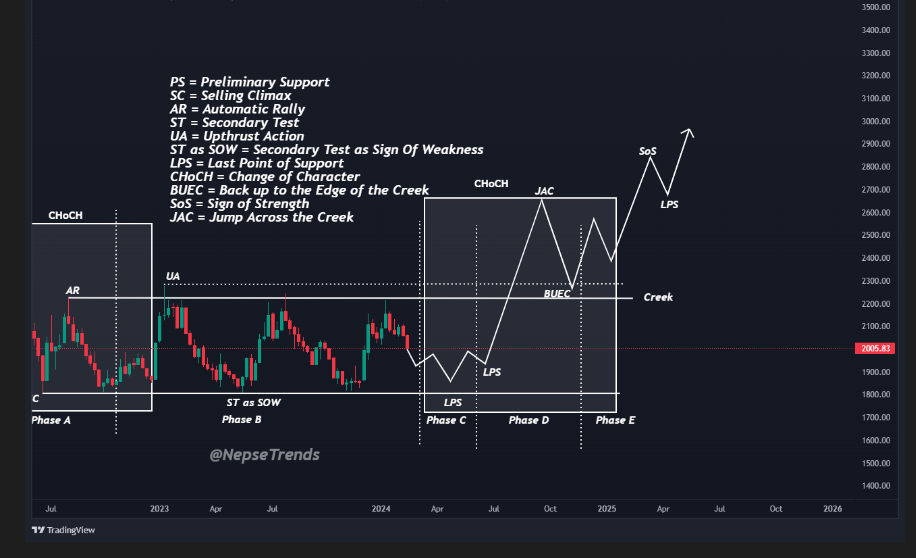 3500.00
3400.00
3300.00
3200.00
3100.00
3000.00
2900.00
2800.00
2700.00
2600.00
2500.00
2400.00
2300.00
2200.00
2100.00
2005.83
1900.00
1800.00
1700.00
1600.00
1500.00
1400.00
PS = Preliminary Support
SC = Selling Climax
AR = Automatic Rally
ST = Secondary Test
UA = Upthrust Action
ST as SOW = Secondary Test as Sign Of Weakness
LPS = Last Point of Support
CHoCH = Change of Character
BUEC = Back up to the Edge of the Creek
SoS = Sign of Strength
JAC = Jump Across the Creek
CHoCH
CHoCH
JAC
SoS
LPS
UA
AR
BUEC
Creek
LPS
C
ST as SOW
LPS
Phase A
Phase B
Phase C
Phase D
Phase E
@NepseTrends
Jul 2023 Apr Jul 2024 Apr Jul Oct 2025 Apr Jul Oct 2026
TradingView